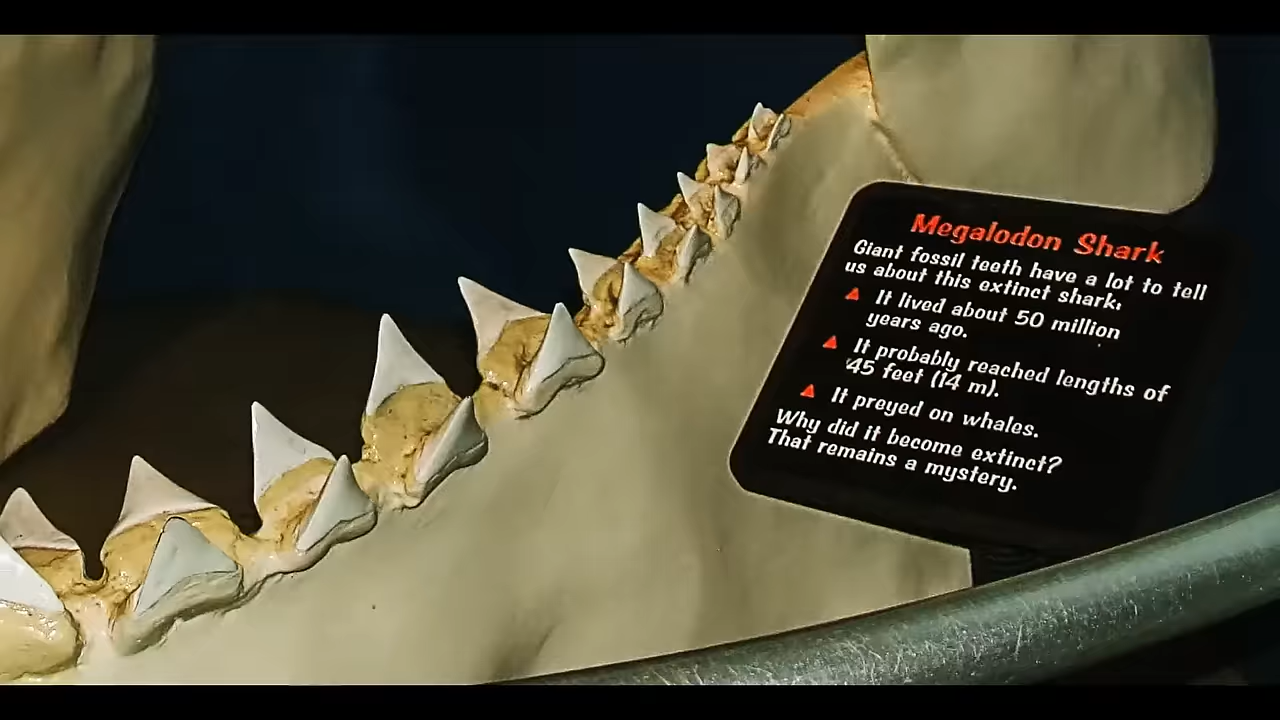 Megalodon Shark
Giant fossil teeth have a lot to tell
us about this extinct shark.
It lived about 50 million
years ago.
It probably reached lengths of
45 feet (14 m).
It preyed on whales.
Why did it become extinct?
That remains a mystery.